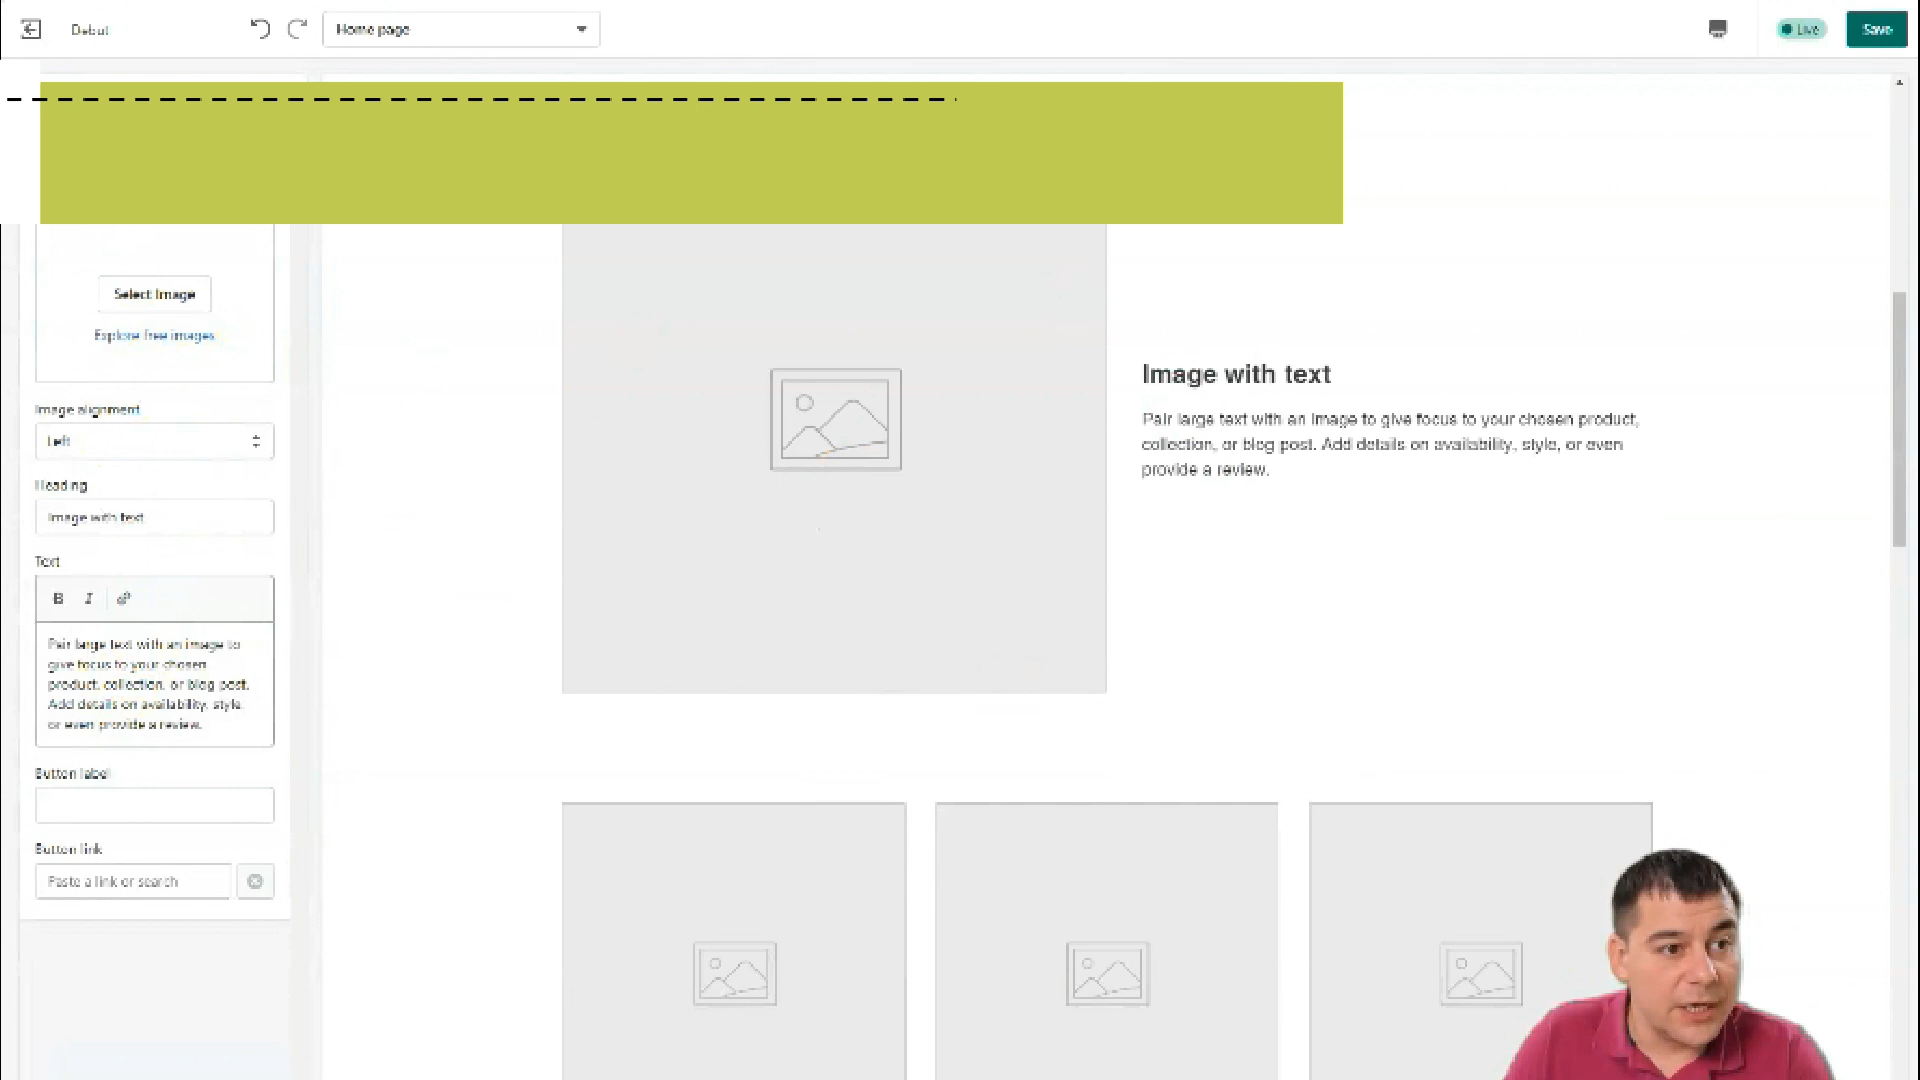 Debut
Home page
Live
Save
Select Image
Explore free images
Image alignment
Left
Heading
Image with text
Text
B I
Pair large text with an image to
give focus to your chosen
product, collection, or blog post.
Add details on availability, style,
or even provide a review.
Button label
Button link
Paste a link or search
Image with text
Pair large text with an image to give focus to your chosen product,
collection, or blog post. Add details on availability, style, or even
provide a review.